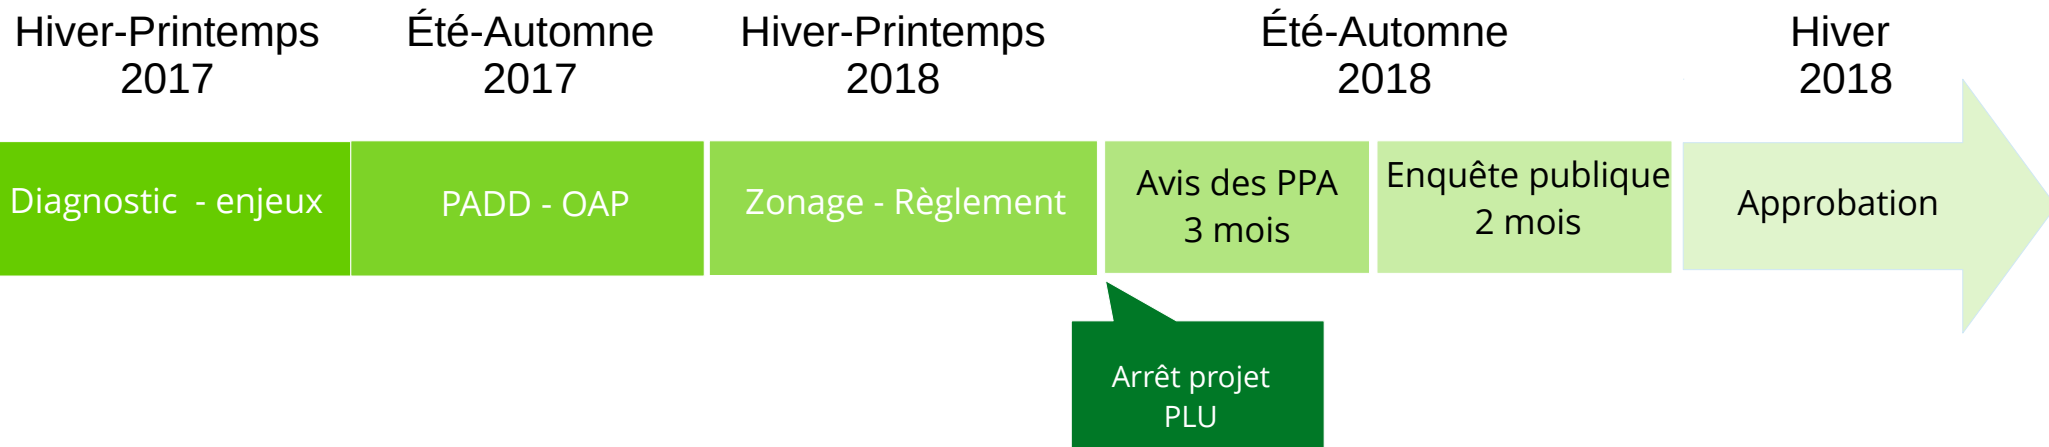 Hiver-Printemps
2017
Été-Automne
2017
Hiver-Printemps
2018
Été-Automne
2018
Hiver
2018
Diagnostic - enjeux
PADD - OAP
Zonage - Règlement
Avis des PPA
3 mois
Enquête publique
2 mois
Approbation
Arrêt projet
PLU